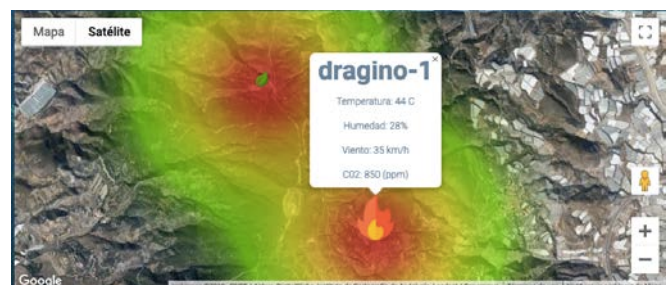 Mapa
Satélite
dragino-1
×
Temperatura: 44 C
Humedad: 28%
Viento: 35 km/h
C02: 850 (ppm)
+
−
Google